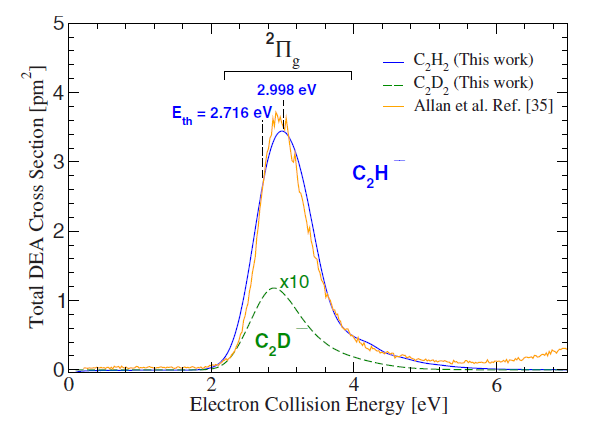 ²Π_g
2.998 eV
E_th = 2.716 eV
C₂H₂ (This work)
C₂D₂ (This work)
Allan et al. Ref. [35]
C₂H⁻
x10
C₂D⁻
Total DEA Cross Section [pm²]
5
4
3
2
1
0
0 2 4 6
Electron Collision Energy [eV]